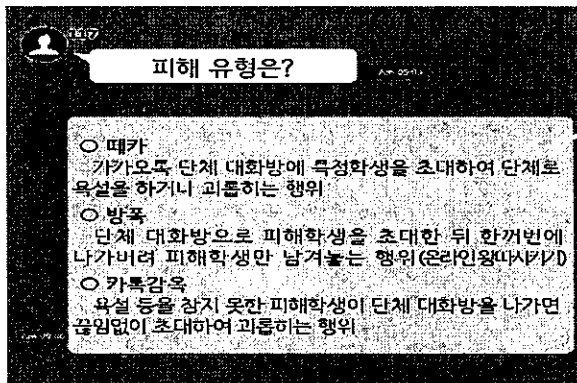 117
피해 유형은?
○ 떼카
카카오톡 단체 대화방에 특정학생을 초대하여 단체로
욕설을 하거나 괴롭히는 행위
○ 방폭
단체 대화방으로 피해학생을 초대한 뒤 한꺼번에
나가버려 피해학생만 남겨놓는 행위(온라인왕따시키기)
○ 카톡감옥
욕설 등을 참지 못한 피해학생이 단체 대화방을 나가면
끊임없이 초대하여 괴롭히는 행위